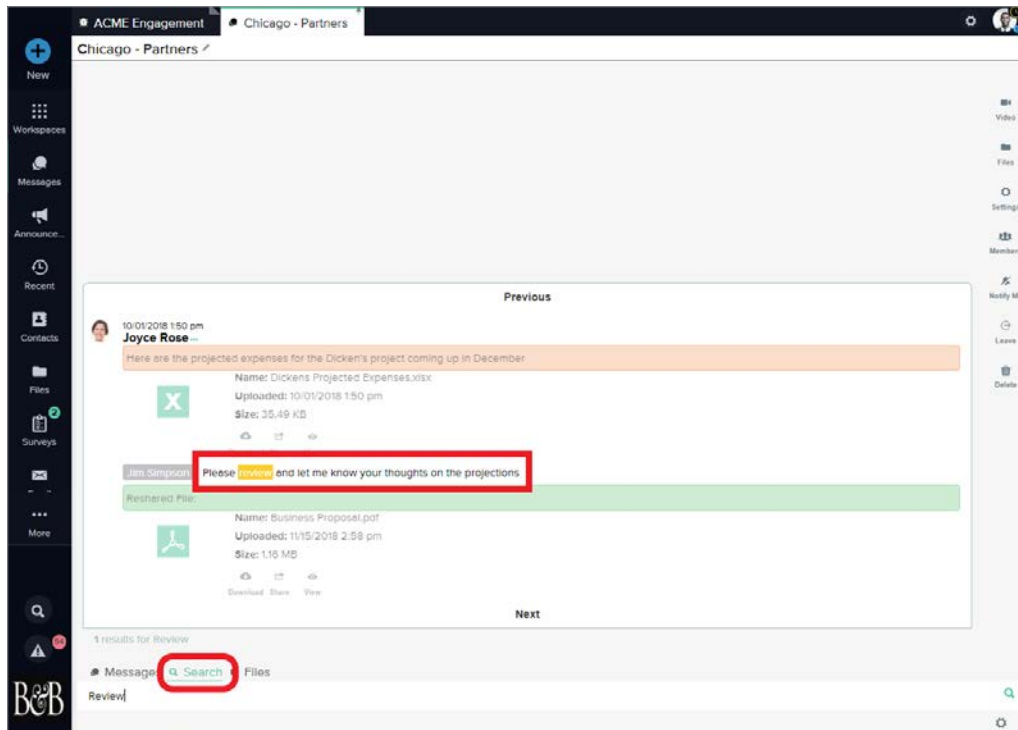 ACME Engagement
Chicago - Partners
Chicago - Partners
New
Workspaces
Messages
Announce...
Recent
Contacts
Files
2
Surveys
More
54
B&B
Video
Files
Settings
Member
Notify M
Leave
Delete
Previous
10/01/2018 1:50 pm
Joyce Rose
Here are the projected expenses for the Dicken's project coming up in December
Name: Dickens Projected Expenses.xlsx
Uploaded: 10/01/2018 1:50 pm
Size: 35.49 KB
Jim Simpson Please review and let me know your thoughts on the projections
Reshared File:
Name: Business Proposal.pdf
Uploaded: 11/15/2018 2:58 pm
Size: 1.16 MB
Download Share View
Next
1 results for Review
Messages Search Files
Review